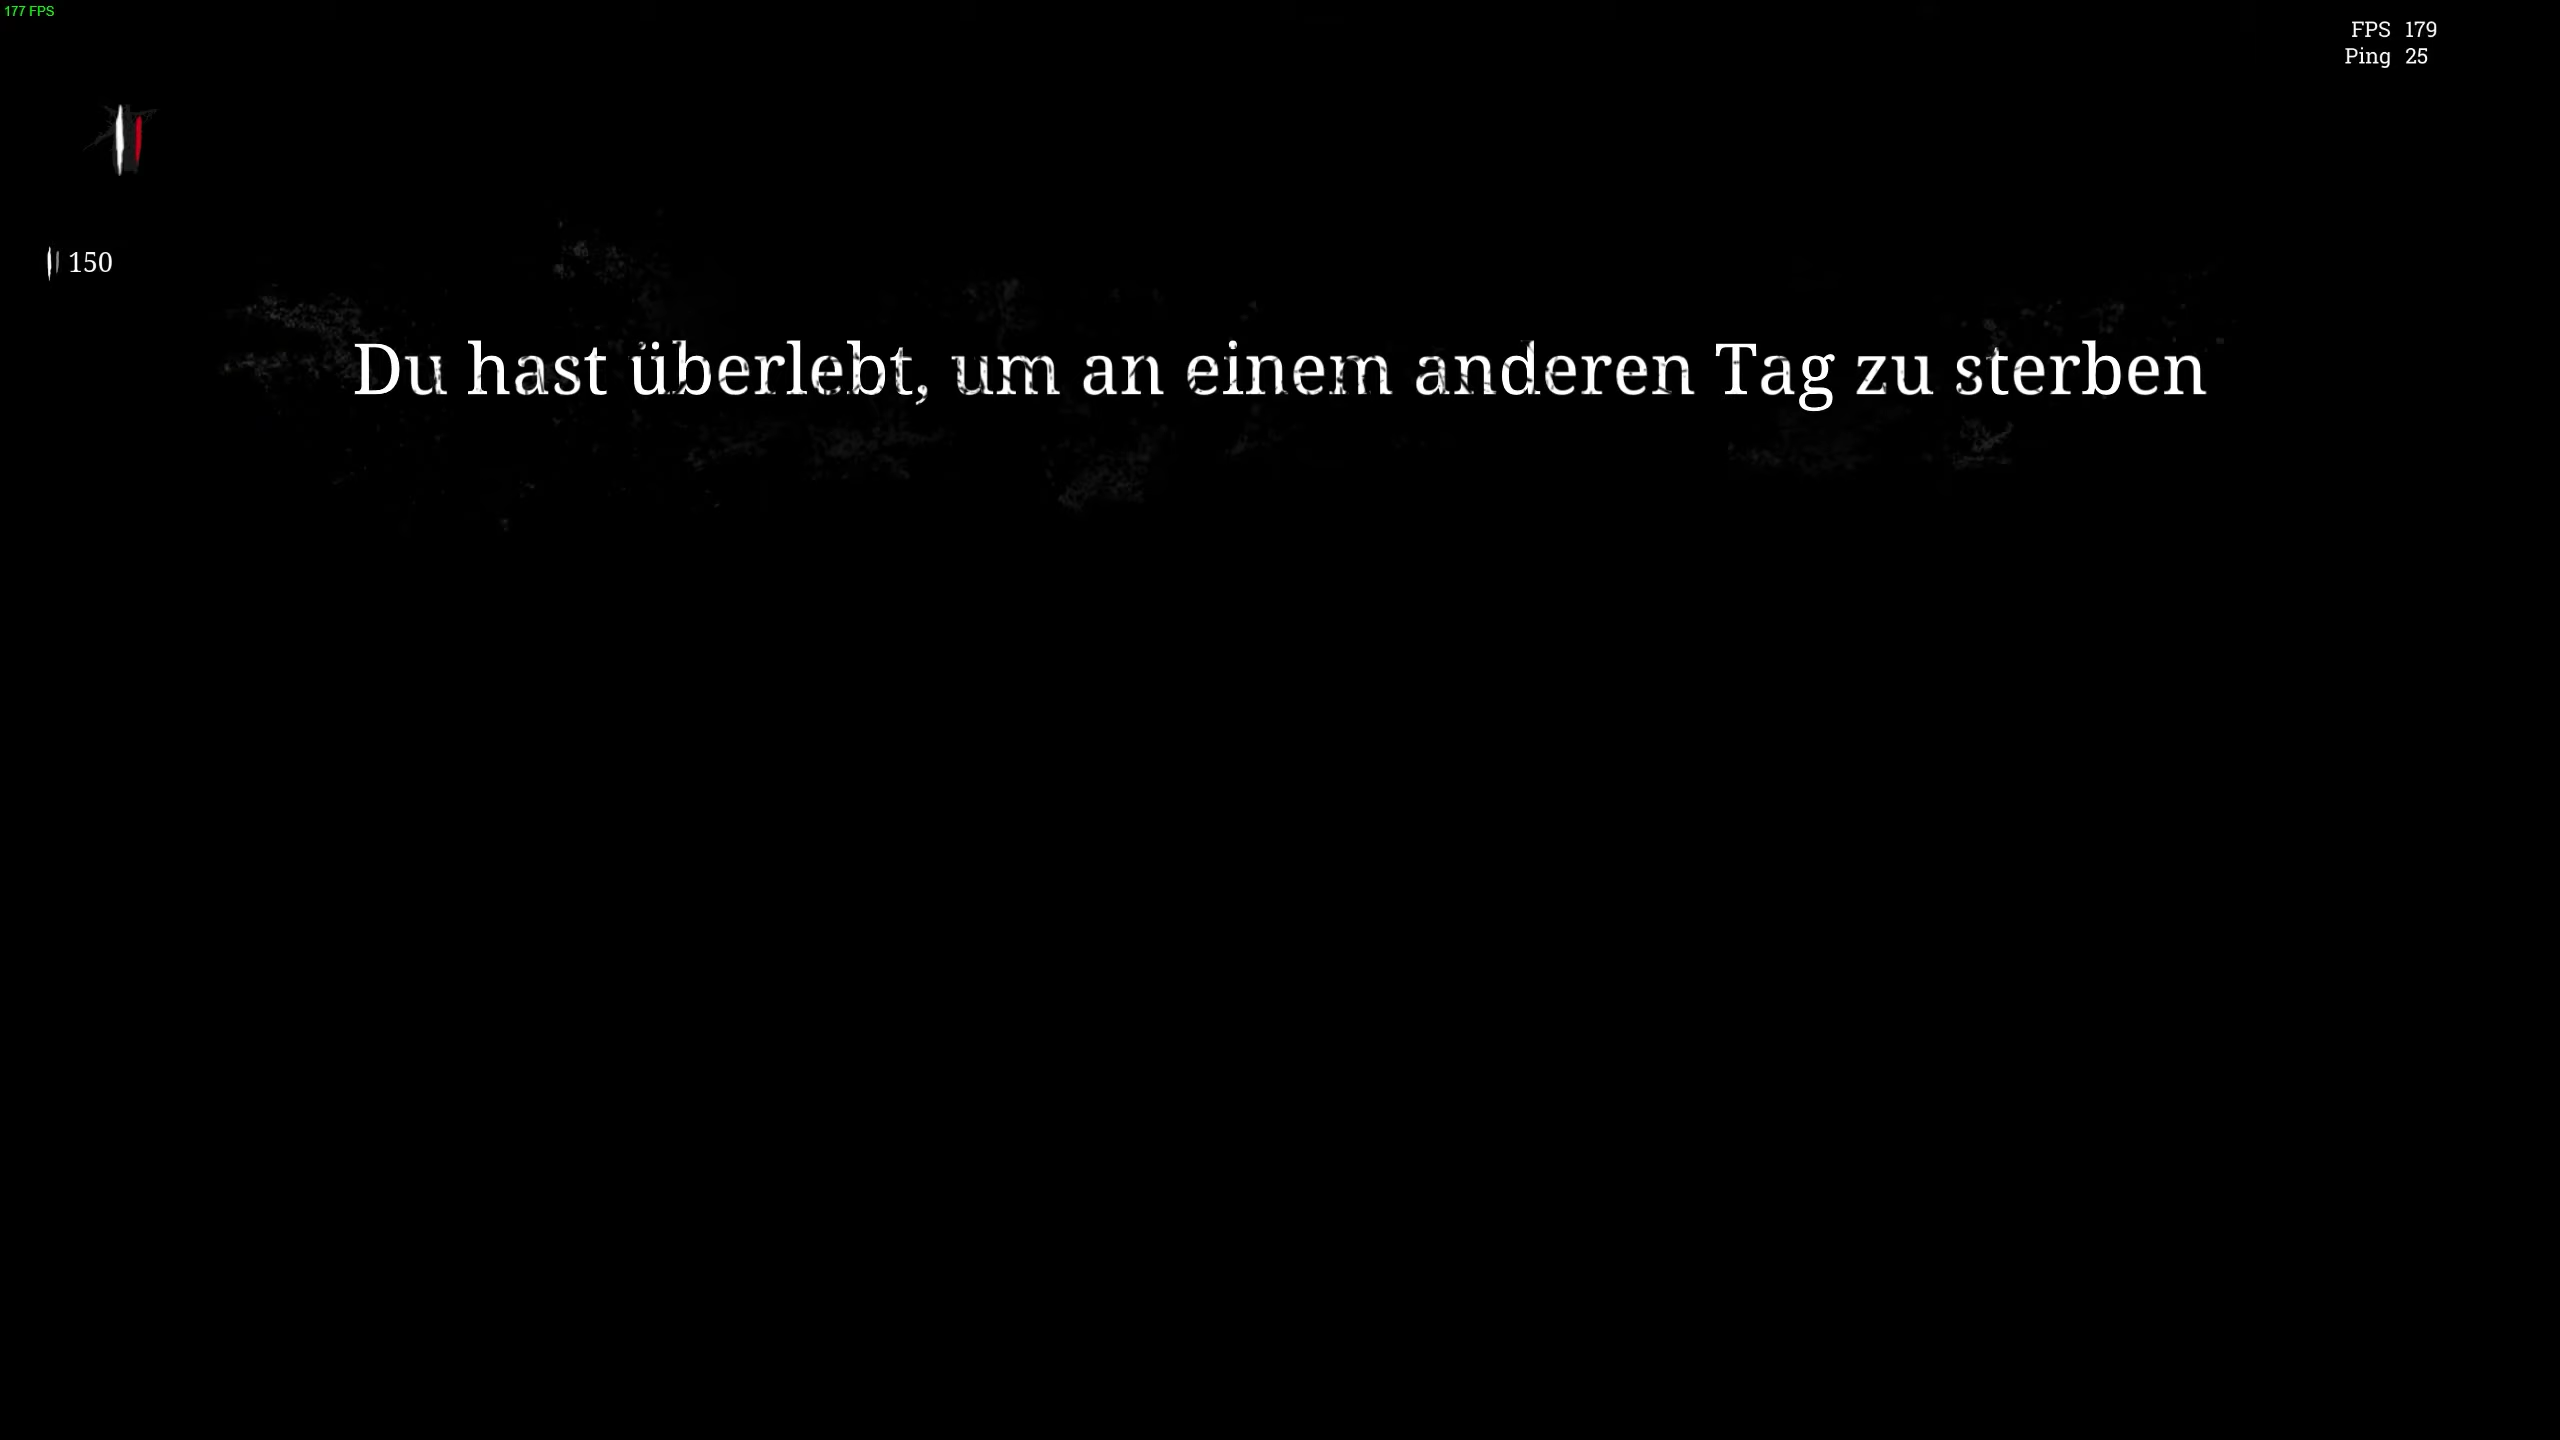 177 FPS
FPS 179
Ping 25
150
Du hast überlebt, um an einem anderen Tag zu sterben